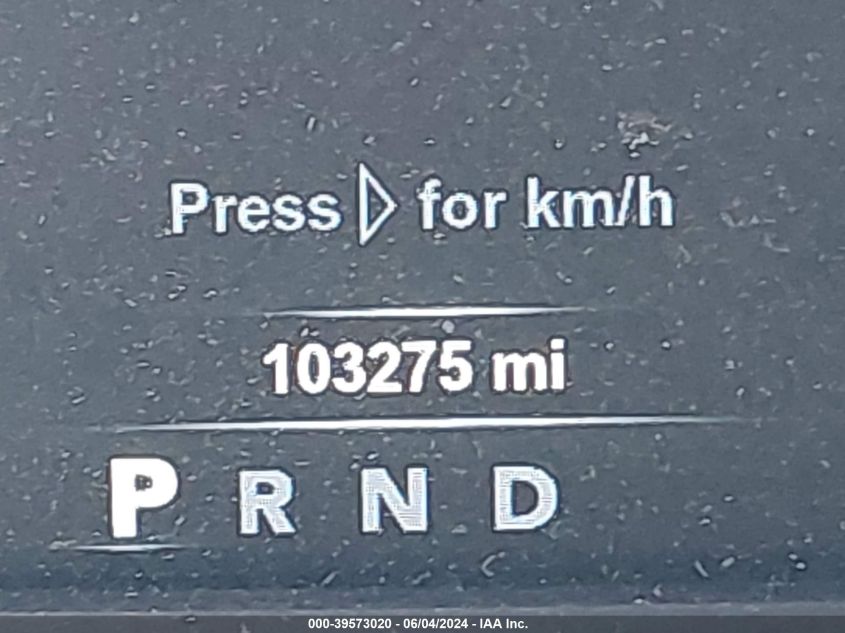 Press ▷ for km/h
103275 mi
P R N D
000-39573020 - 06/04/2024 - IAA Inc.